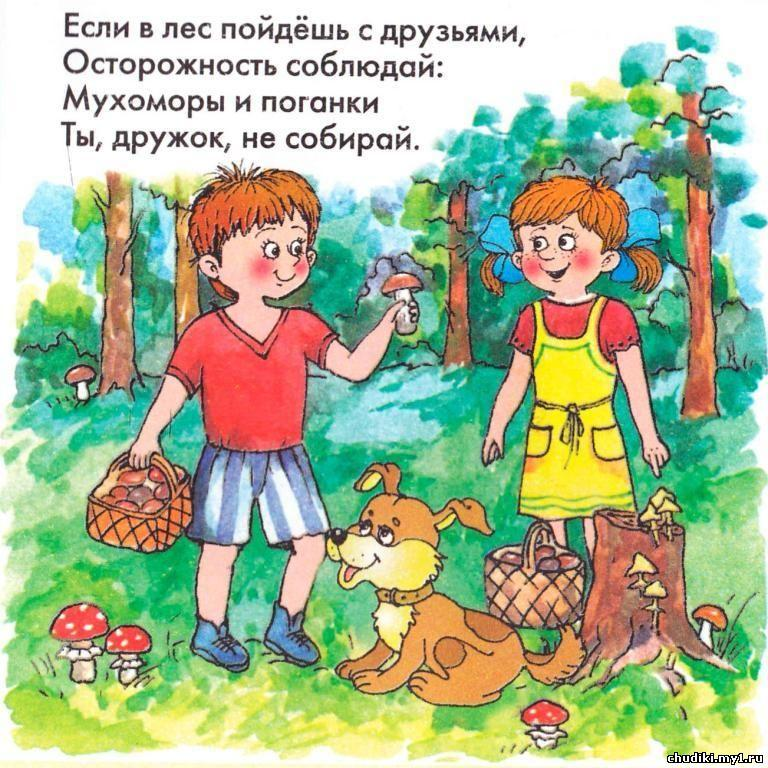 Если в лес пойдёшь с друзьями,
Осторожность соблюдай:
Мухоморы и поганки
Ты, дружок, не собирай.
chudiki.my1.ru